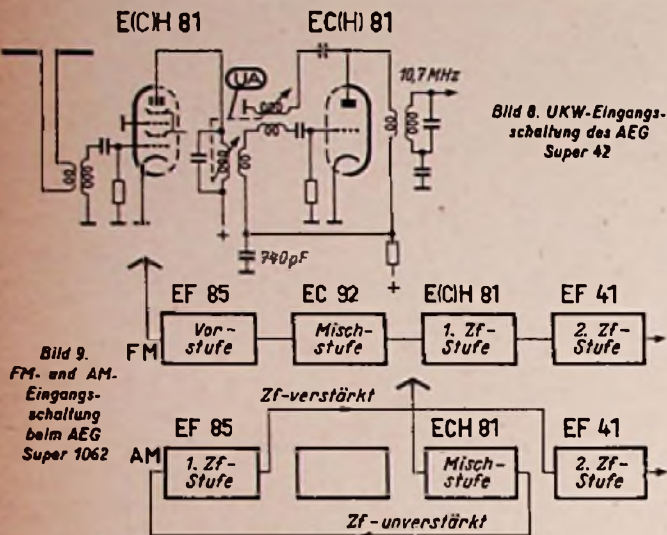 E(C)H 81
EC(H) 81
UA
10,7 MHz
Bild 8. UKW-Eingangs-
schaltung des AEG
Super 42
+
740pF
+
EF 85
EC 92
E(C)H 81
EF 41
FM
Vor-
stufe
Misch-
stufe
1. Zf-
Stufe
2. Zf-
Stufe
Bild 9.
FM- und AM-
Eingangs-
schaltung
beim AEG
Super 1062
Zf-verstärkt
EF 85
ECH 81
EF 41
AM
1. Zf-
Stufe
Misch-
stufe
2. Zf-
Stufe
Zf-unverstärkt